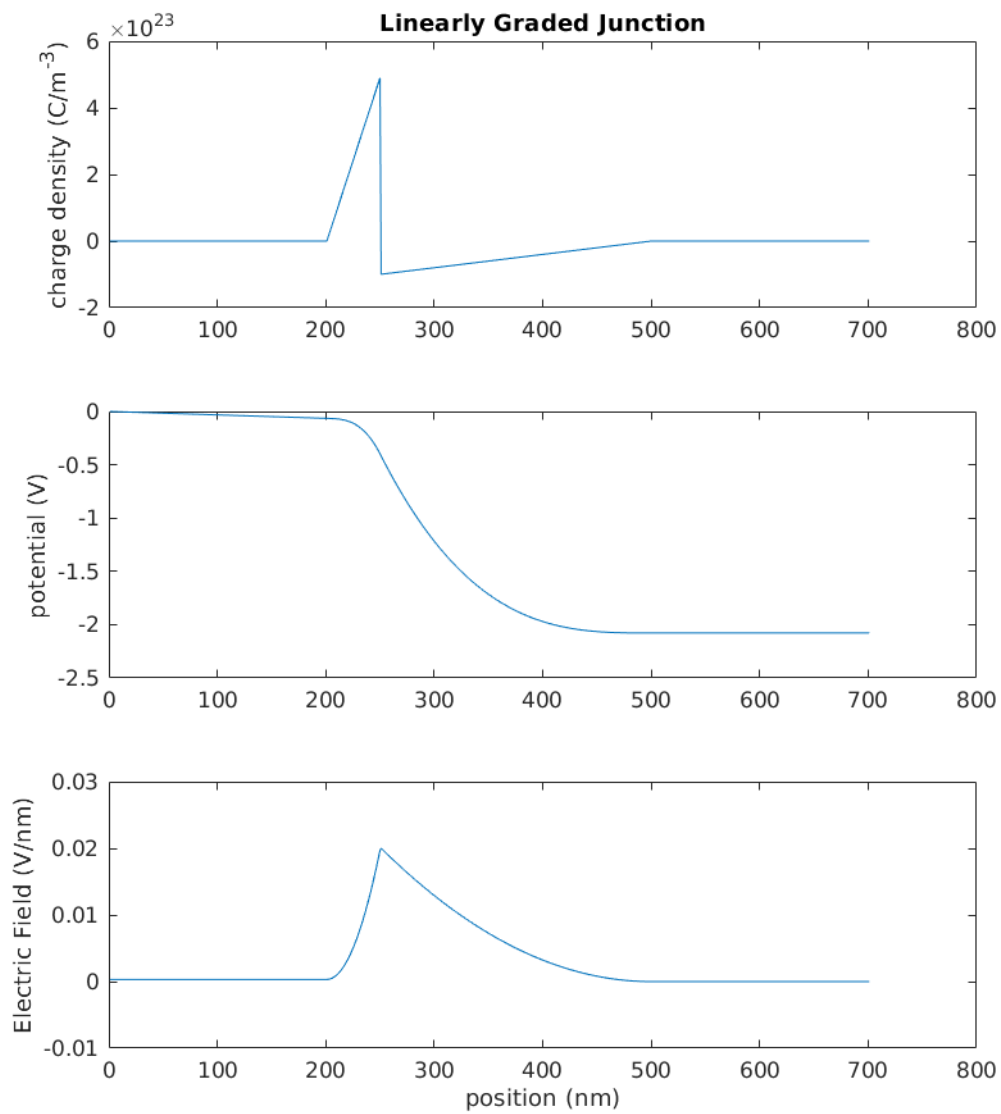 Linearly Graded Junction
×10²³
6
4
2
0
-2
charge density (C/m⁻³)
0 100 200 300 400 500 600 700 800
0
-0.5
-1
-1.5
-2
-2.5
potential (V)
0 100 200 300 400 500 600 700 800
0.03
0.02
0.01
0
-0.01
Electric Field (V/nm)
0 100 200 300 400 500 600 700 800
position (nm)